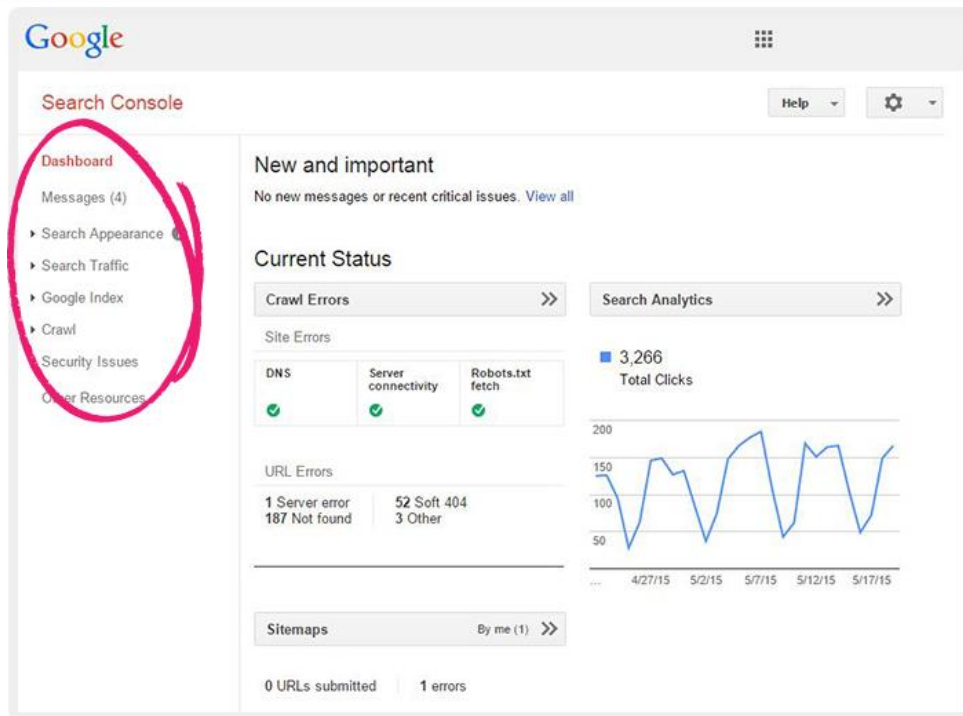 Google
Search Console
Help
Dashboard
Messages (4)
Search Appearance
Search Traffic
Google Index
Crawl
Security Issues
Other Resources
New and important
No new messages or recent critical issues. View all
Current Status
Crawl Errors
Site Errors
DNS
Server
connectivity
Robots.txt
fetch
URL Errors
1 Server error
52 Soft 404
187 Not found
3 Other
Search Analytics
3,266
Total Clicks
200
150
100
50
... 4/27/15 5/2/15 5/7/15 5/12/15 5/17/15
Sitemaps
By me (1)
0 URLs submitted
1 errors